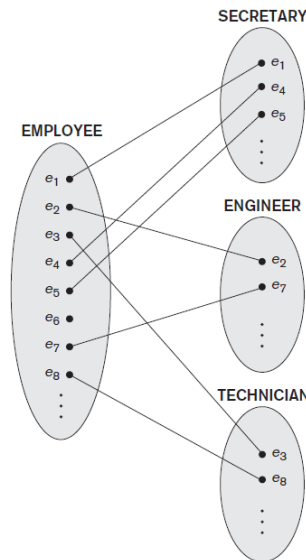 SECRETARY
e1
e4
e5
EMPLOYEE
e1
e2
e3
e4
e5
e6
e7
e8
ENGINEER
e2
e7
TECHNICIAN
e3
e8